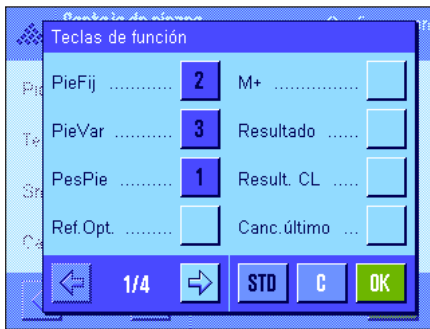 Teclas de función
PieFij ........... 2
M+ ...............
PieVar .......... 3
Resultado ......
PesPie ......... 1
Result. CL .....
Ref.Opt. ........
Canc.último ...
1/4 STD C OK